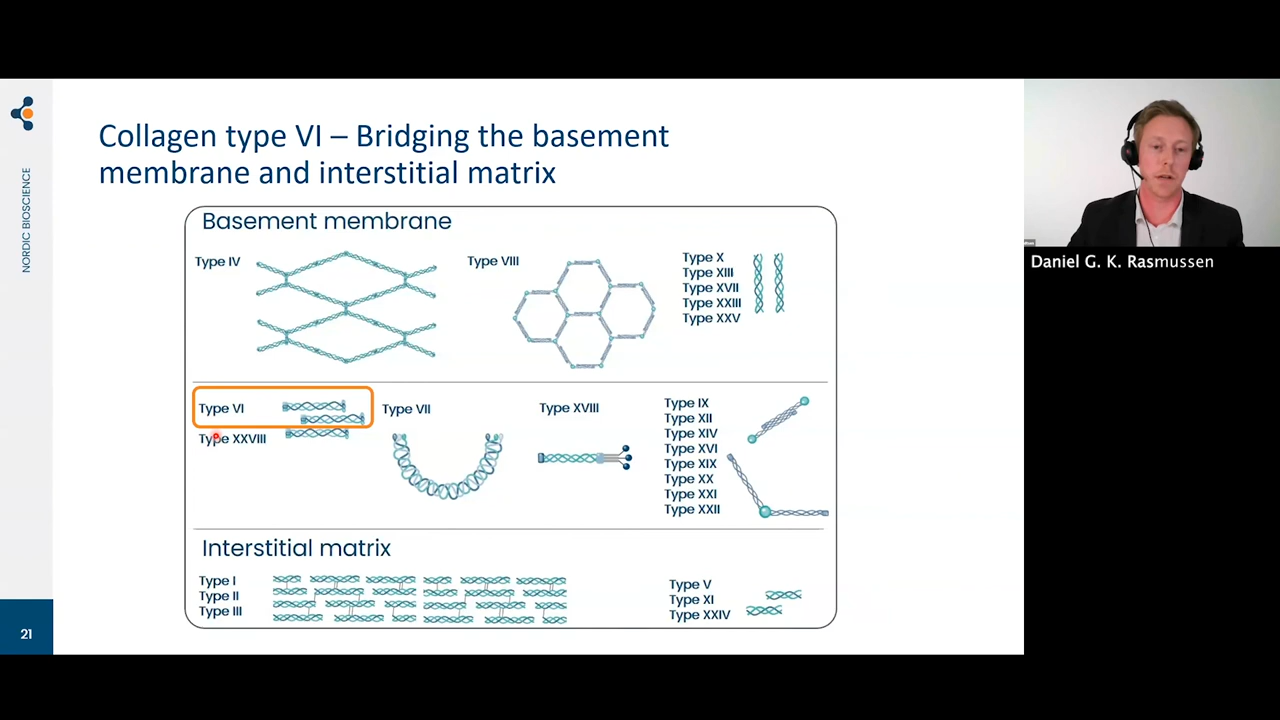 Collagen type VI – Bridging the basement
membrane and interstitial matrix
NORDIC BIOSCIENCE
Basement membrane
Type IV
Type VIII
Type X
Type XIII
Type XVII
Type XXIII
Type XXV
Type VI
Type XXVIII
Type VII
Type XVIII
Type IX
Type XII
Type XIV
Type XVI
Type XIX
Type XX
Type XXI
Type XXII
Interstitial matrix
Type I
Type II
Type III
Type V
Type XI
Type XXIV
21
Daniel G. K. Rasmussen